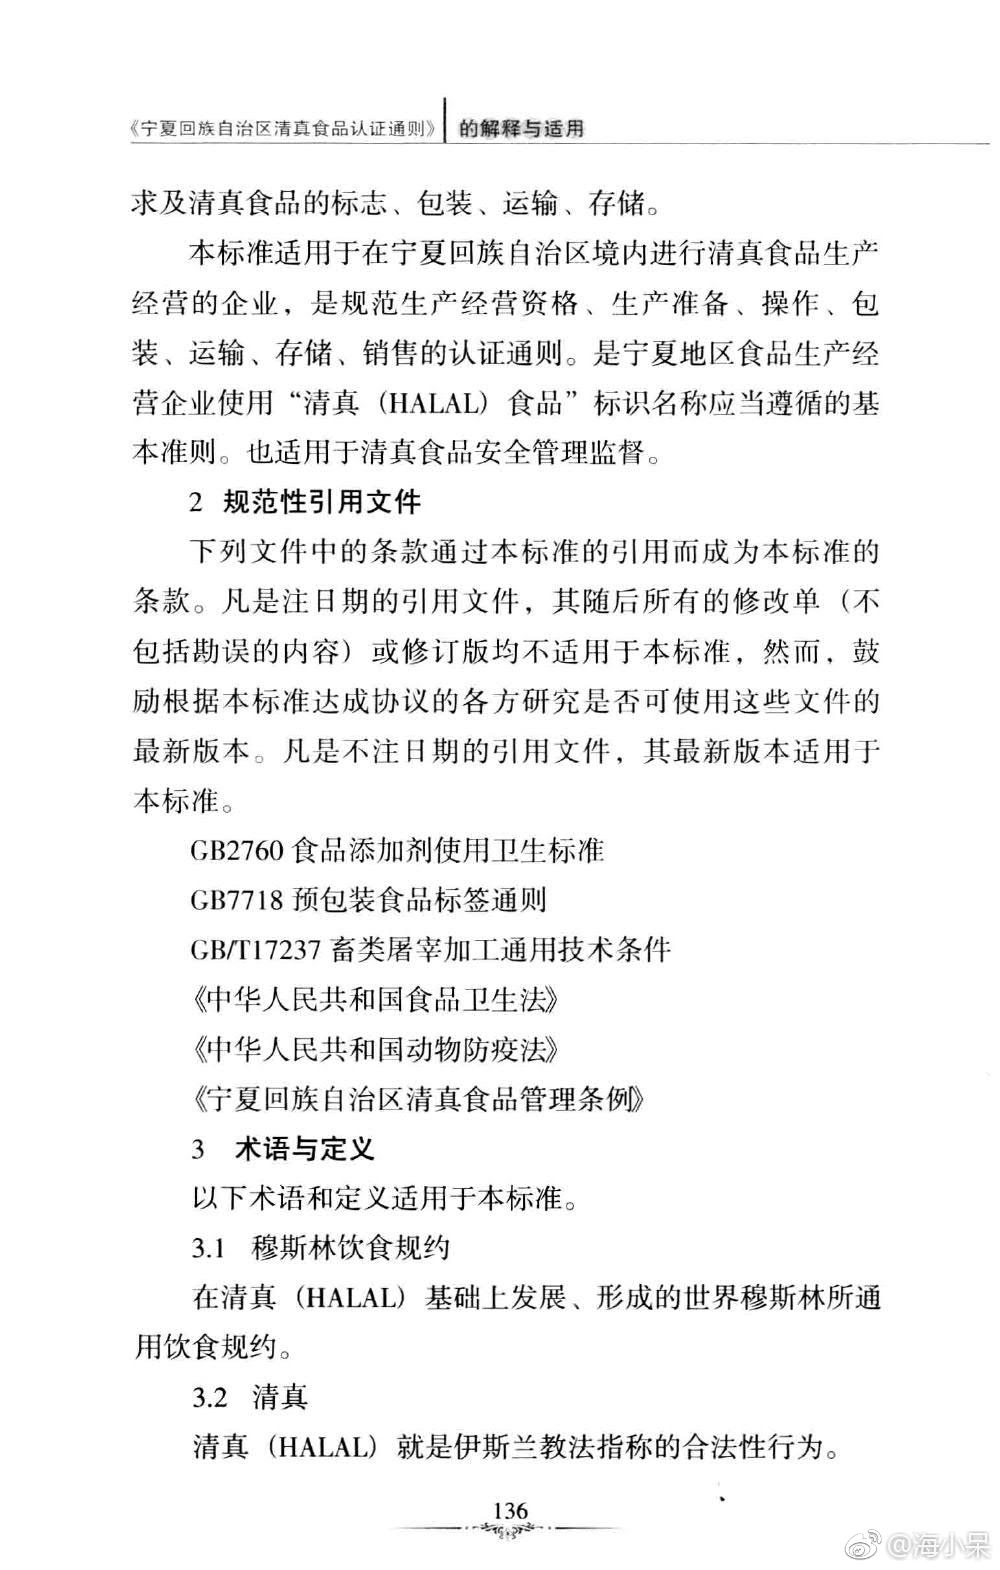 《宁夏回族自治区清真食品认证通则》 的解释与适用
求及清真食品的标志、包装、运输、存储。
本标准适用于在宁夏回族自治区境内进行清真食品生产
经营的企业，是规范生产经营资格、生产准备、操作、包
装、运输、存储、销售的认证通则。是宁夏地区食品生产经
营企业使用“清真（HALAL）食品”标识名称应当遵循的基
本准则。也适用于清真食品安全管理监督。
2 规范性引用文件
下列文件中的条款通过本标准的引用而成为本标准的
条款。凡是注日期的引用文件，其随后所有的修改单（不
包括勘误的内容）或修订版均不适用于本标准，然而，鼓
励根据本标准达成协议的各方研究是否可使用这些文件的
最新版本。凡是不注日期的引用文件，其最新版本适用于
本标准。
GB2760 食品添加剂使用卫生标准
GB7718 预包装食品标签通则
GB/T17237 畜类屠宰加工通用技术条件
《中华人民共和国食品卫生法》
《中华人民共和国动物防疫法》
《宁夏回族自治区清真食品管理条例》
3 术语与定义
以下术语和定义适用于本标准。
3.1 穆斯林饮食规约
在清真（HALAL）基础上发展、形成的世界穆斯林所通
用饮食规约。
3.2 清真
清真（HALAL）就是伊斯兰教法指称的合法性行为。
136
@海小呆